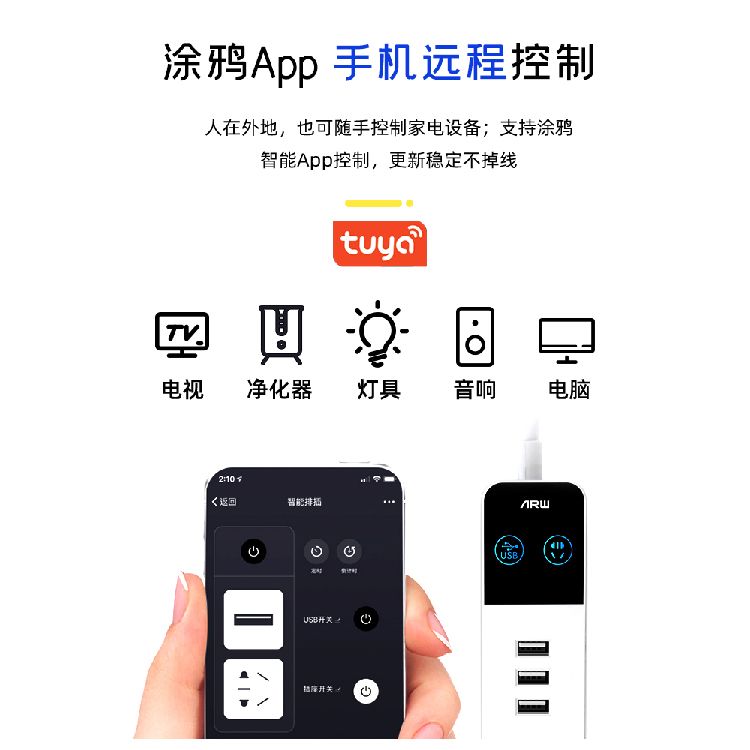 涂鸦App 手机远程控制
人在外地，也可随手控制家电设备；支持涂鸦
智能App控制，更新稳定不掉线
tuya
TV
电视
净化器
灯具
音响
电脑
2:10
返回
智能排插
定时
倒计时
USB开关
插座开关
ARW
USB